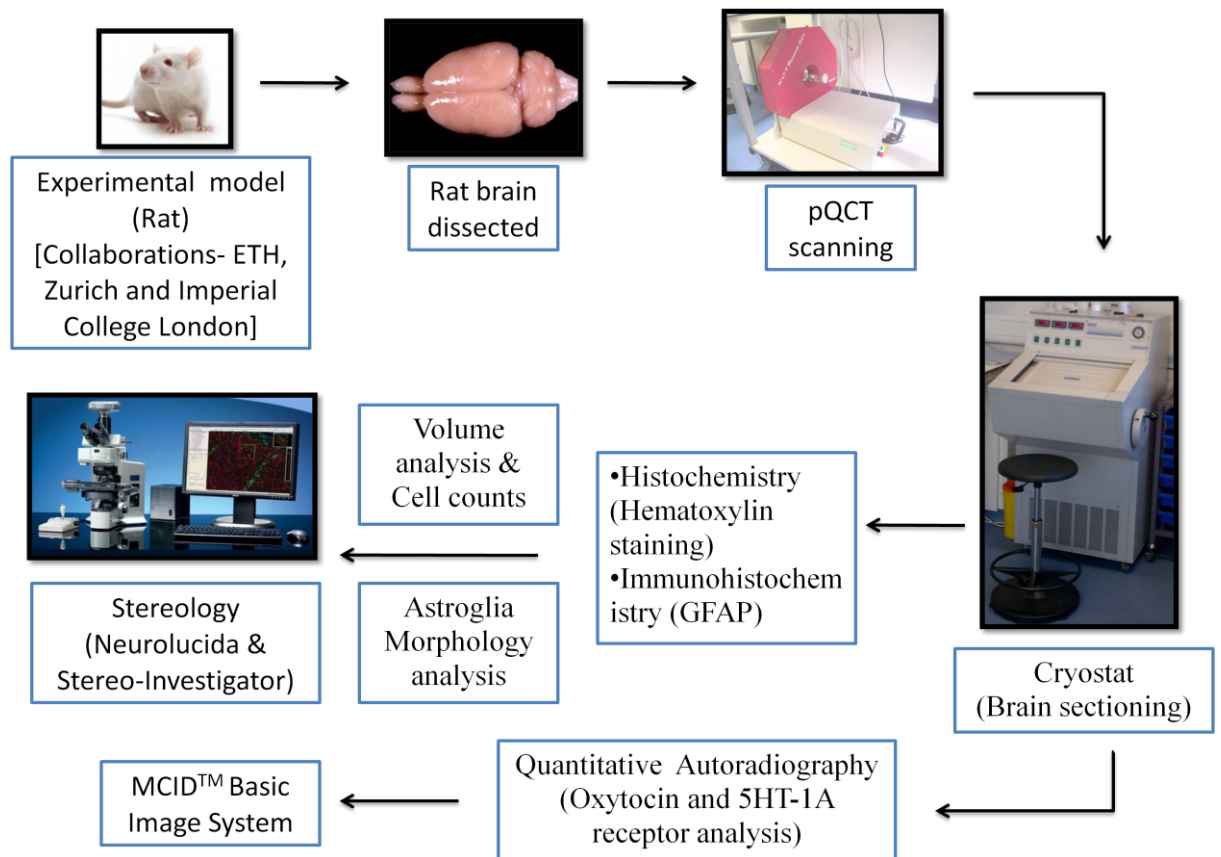 Experimental model
(Rat)
[Collaborations- ETH,
Zurich and Imperial
College London]
Rat brain
dissected
pQCT
scanning
Cryostat
(Brain sectioning)
•Histochemistry
(Hematoxylin
staining)
•Immunohistochem
istry (GFAP)
Volume
analysis &
Cell counts
Astroglia
Morphology
analysis
Stereology
(Neurolucida &
Stereo-Investigator)
Quantitative Autoradiography
(Oxytocin and 5HT-1A
receptor analysis)
MCID™ Basic
Image System